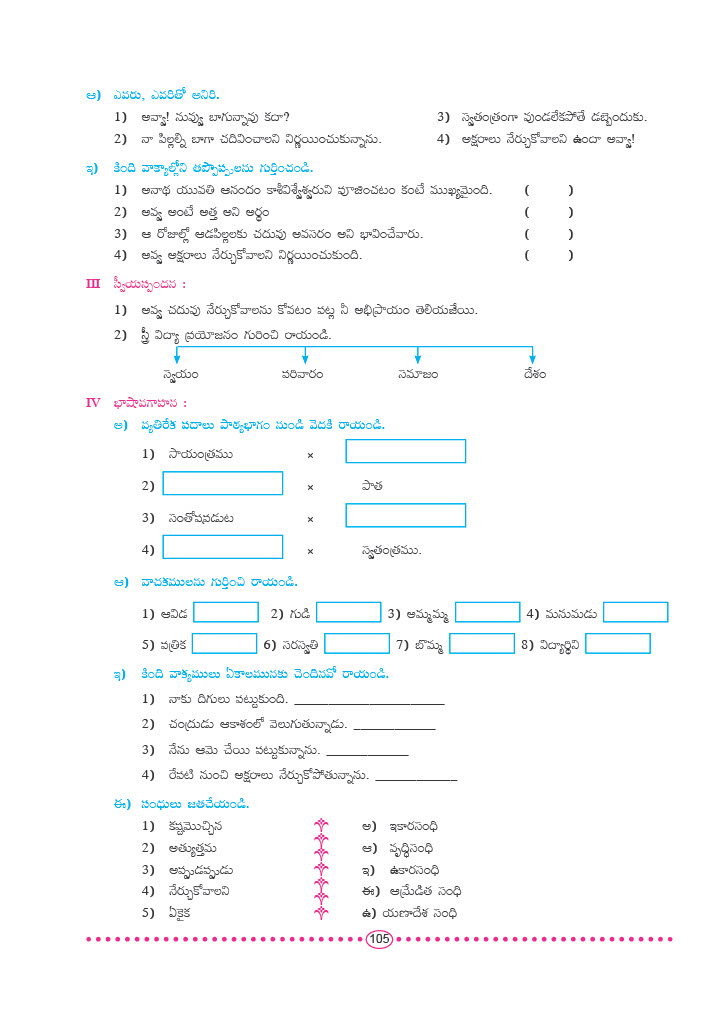 ఆ) ఎవరు, ఎవరితో అనిరి.
1) అవ్వా! నువ్వు బాగున్నావు కదా? 3) స్వతంత్రంగా వుండలేకపోతే డబ్బెందుకు.
2) నా పిల్లల్ని బాగా చదివించాలని నిర్ణయించుకున్నాను. 4) అక్షరాలు నేర్చుకోవాలని ఉందా అవ్వా!
ఇ) కింది వాక్యాల్లోని తప్పొప్పులను గుర్తించండి.
1) అనాథ యువతి ఆనందం కాశీవిశ్వేశ్వరుని పూజించటం కంటే ముఖ్యమైంది. ( )
2) అవ్వ అంటే అత్త అని అర్థం ( )
3) ఆ రోజుల్లో ఆడపిల్లలకు చదువు అవసరం అని భావించేవారు. ( )
4) అవ్వ అక్షరాలు నేర్చుకోవాలని నిర్ణయించుకుంది. ( )
III స్వీయస్పందన :
1) అవ్వ చదువు నేర్చుకోవాలను కోవటం పట్ల నీ అభిప్రాయం తెలియజేయి.
2) స్త్రీ విద్యా ప్రయోజనం గురించి రాయండి.
స్వయం పరివారం సమాజం దేశం
IV భాషావగాహన :
అ) వ్యతిరేక పదాలు పాఠ్యభాగం నుండి వెదకి రాయండి.
1) సాయంత్రము ×
2) × పాత
3) సంతోషపడుట ×
4) × స్వతంత్రము.
ఆ) వాచకములను గుర్తించి రాయండి.
1) ఆవిడ 2) గుడి 3) అమ్మమ్మ 4) మనుమడు
5) పత్రిక 6) సరస్వతి 7) బొమ్మ 8) విద్యార్థిని
ఇ) కింది వాక్యములు ఏకాలమునకు చెందినవో రాయండి.
1) నాకు దిగులు పట్టుకుంది. ______________________
2) చంద్రుడు ఆకాశంలో వెలుగుతున్నాడు. ____________
3) నేను ఆమె చేయి పట్టుకున్నాను. ____________
4) రేపటి నుంచి అక్షరాలు నేర్చుకోపోతున్నాను. ____________
ఈ) సంధులు జతచేయండి.
1) కష్టమొచ్చిన అ) ఇకారసంధి
2) అత్యుత్తమ ఆ) వృద్ధిసంధి
3) అప్పుడప్పుడు ఇ) ఉకారసంధి
4) నేర్చుకోవాలని ఈ) ఆమ్రేడిత సంధి
5) ఏకైక ఉ) యణాదేశ సంధి
105